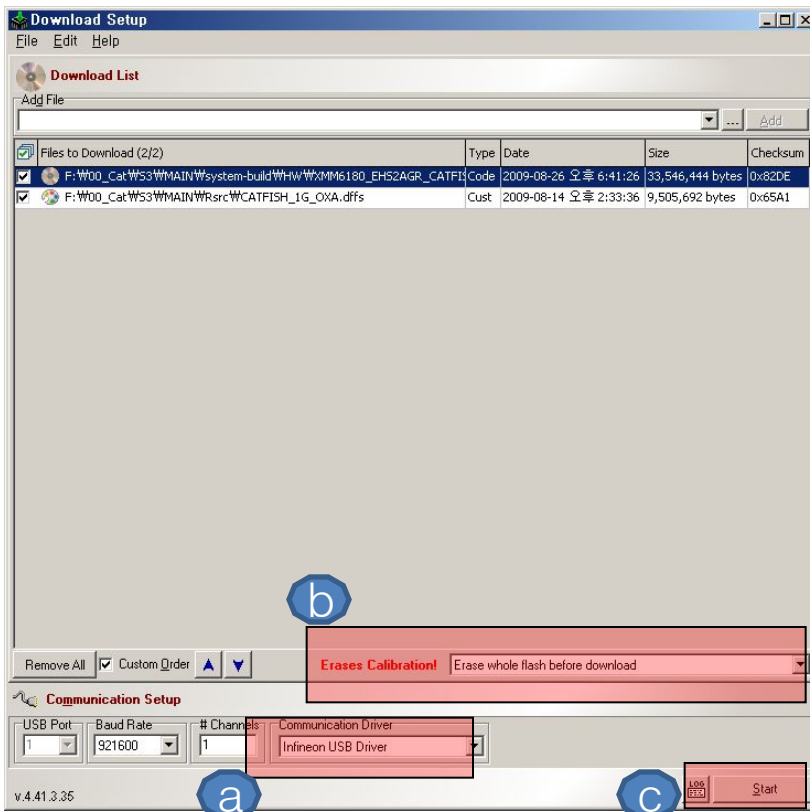 Download Setup
File Edit Help
Download List
Add File
... Add
Files to Download (2/2) Type Date Size Checksum
F:₩00_Cat₩S3₩MAIN₩system-build₩HW₩XMM6180_EHS2AGR_CATFIS Code 2009-08-26 오후 6:41:26 33,546,444 bytes 0x82DE
F:₩00_Cat₩S3₩MAIN₩Rsrc₩CATFISH_1G_OXA.dffs Cust 2009-08-14 오후 2:33:36 9,505,692 bytes 0x65A1
b
Remove All Custom Order Erases Calibration! Erase whole flash before download
Communication Setup
USB Port Baud Rate # Channels Communication Driver
1 921600 1 Infineon USB Driver
a
c
v.4.41.3.35 LOG Start